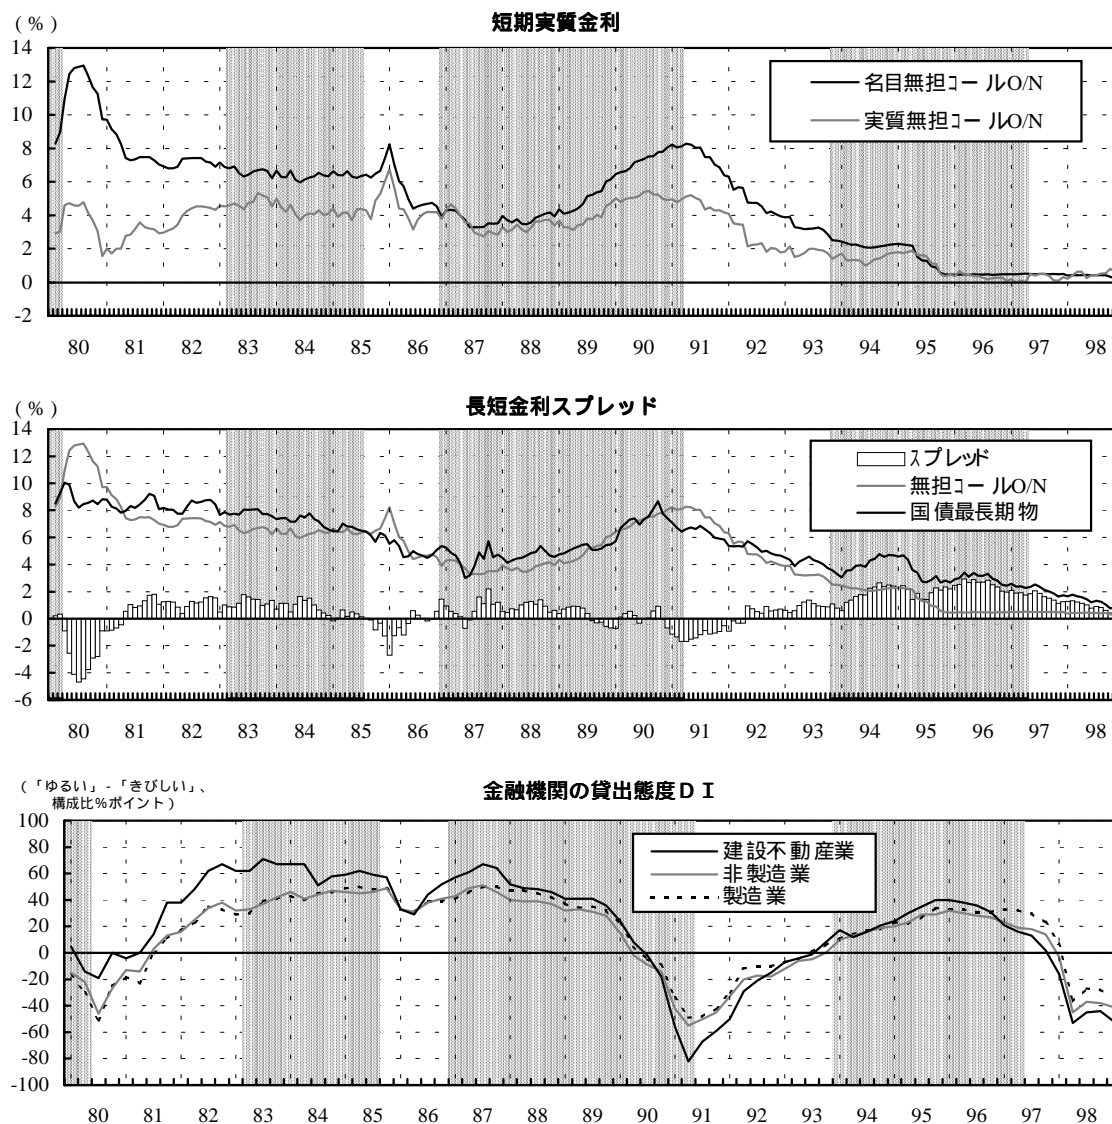 短期実質金利
(%)
14
12
10
8
6
4
2
0
-2
名目無担コールO/N
実質無担コールO/N
80 81 82 83 84 85 86 87 88 89 90 91 92 93 94 95 96 97 98
長短金利スプレッド
(%)
14
12
10
8
6
4
2
0
-2
-4
-6
スプレッド
無担コールO/N
国債最長期物
80 81 82 83 84 85 86 87 88 89 90 91 92 93 94 95 96 97 98
金融機関の貸出態度DI
(「ゆるい」-「きびしい」、
構成比%ポイント)
100
80
60
40
20
0
-20
-40
-60
-80
-100
建設不動産業
非製造業
製造業
80 81 82 83 84 85 86 87 88 89 90 91 92 93 94 95 96 97 98